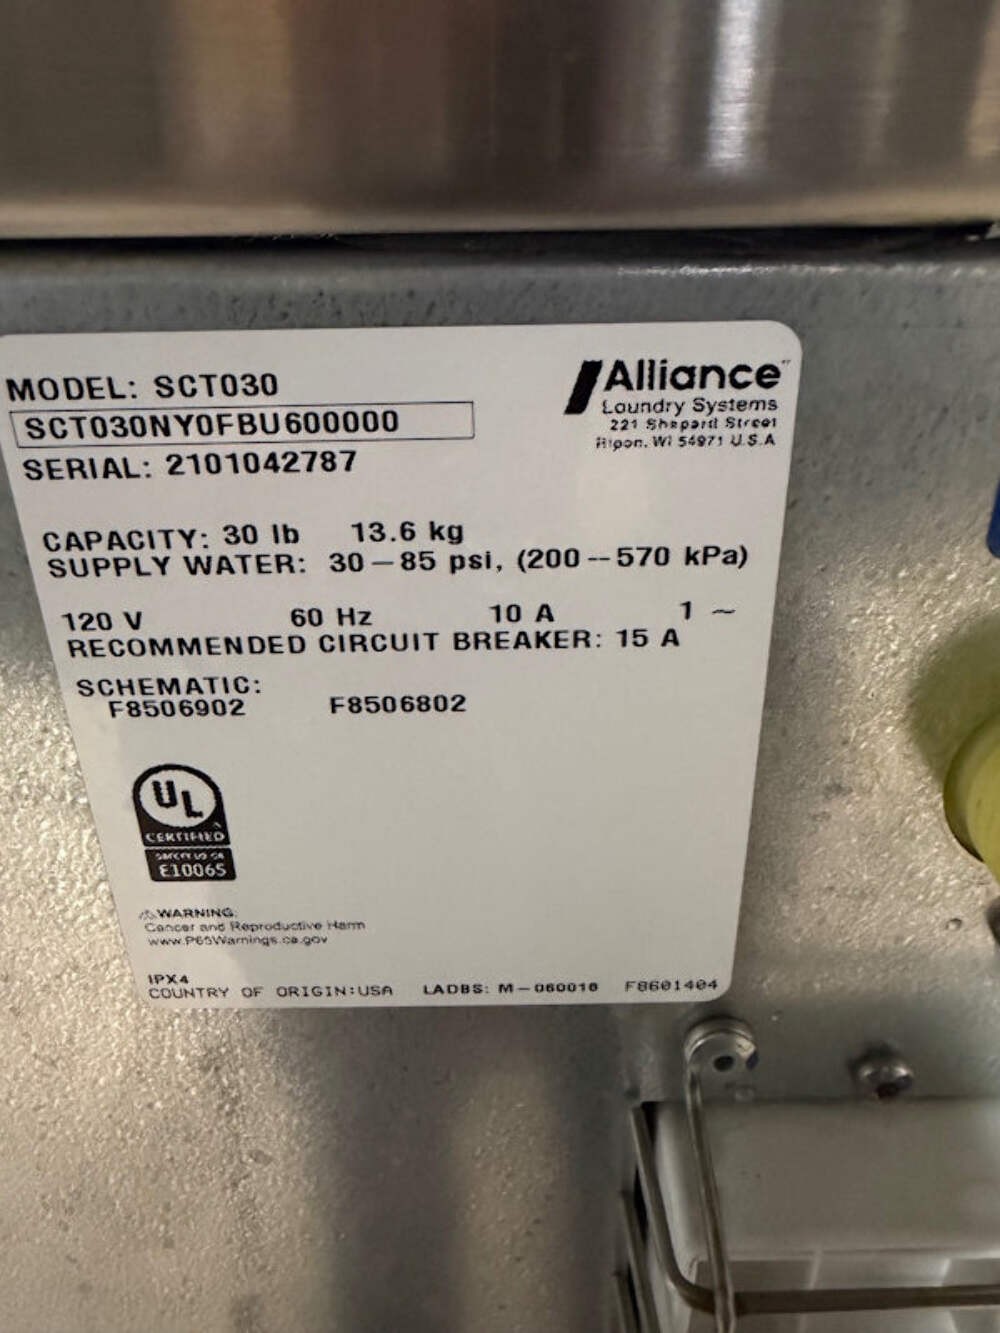 MODEL: SCT030
SCT030NY0FBU600000
SERIAL: 2101042787
Alliance
Laundry Systems
221 Shepard Street
Ripon, WI 54971 U.S.A
CAPACITY: 30 lb 13.6 kg
SUPPLY WATER: 30—85 psi, (200--570 kPa)
120 V 60 Hz 10 A 1 ~
RECOMMENDED CIRCUIT BREAKER: 15 A
SCHEMATIC:
F8506902 F8506802
UL
CERTIFIED
SAFETY US CA
E10065
⚠WARNING:
Cancer and Reproductive Harm
www.P65Warnings.ca.gov
IPX4
COUNTRY OF ORIGIN:USA LADBS: M-060016 F8601404